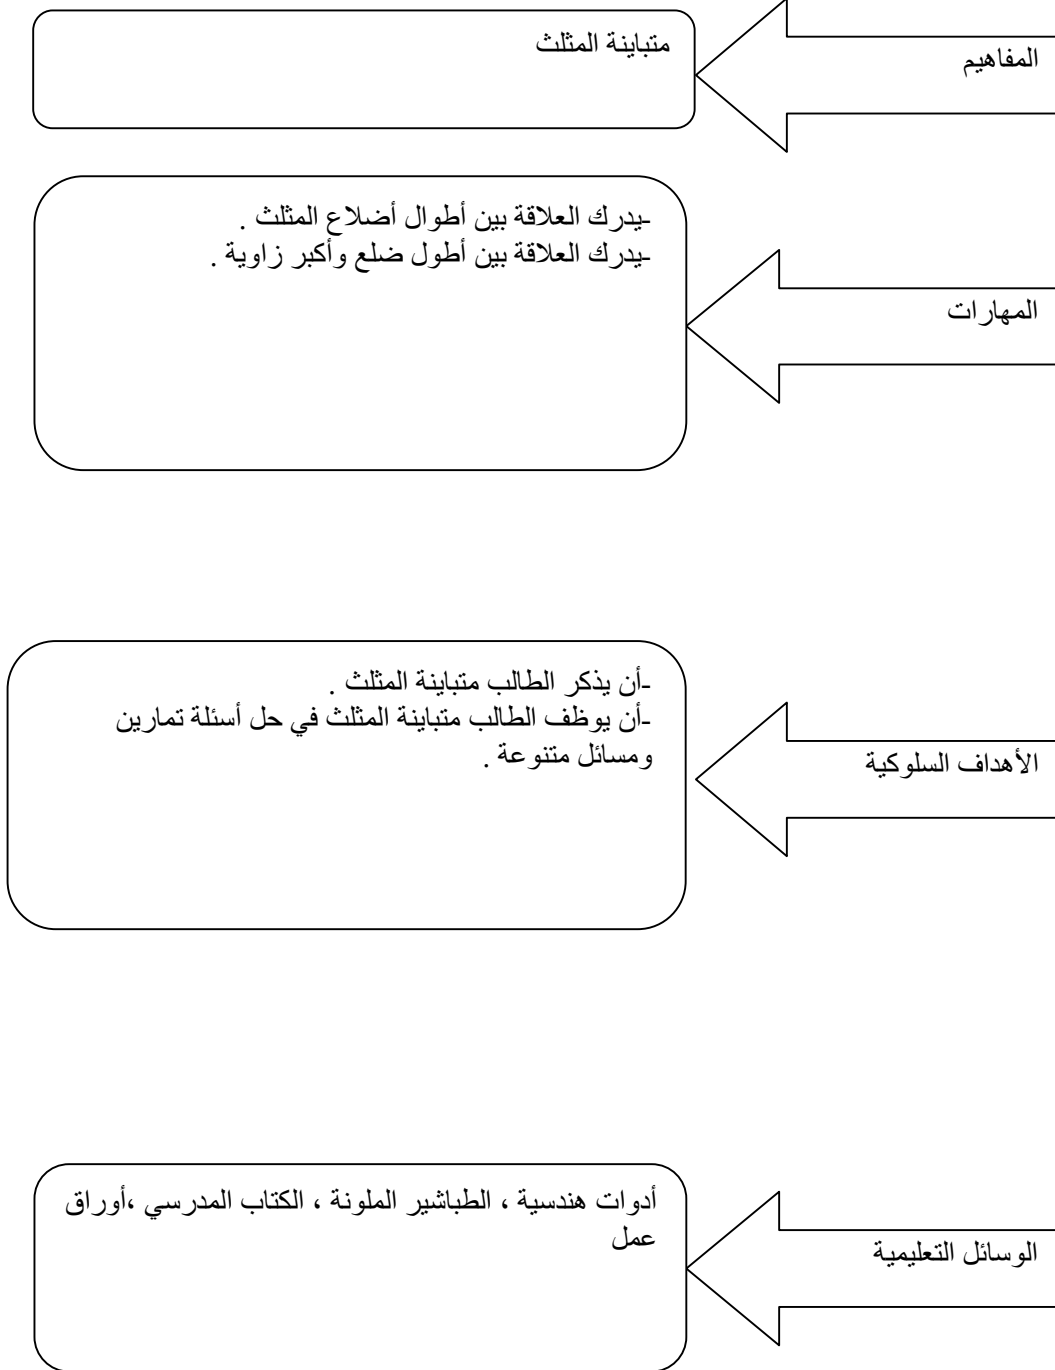 المفاهيم
متباينة المثلث
المهارات
-يدرك العلاقة بين أطوال أضلاع المثلث .
-يدرك العلاقة بين أطول ضلع وأكبر زاوية .
الأهداف السلوكية
-أن يذكر الطالب متباينة المثلث .
-أن يوظف الطالب متباينة المثلث في حل أسئلة تمارين
ومسائل متنوعة .
الوسائل التعليمية
أدوات هندسية ، الطباشير الملونة ، الكتاب المدرسي ،أوراق
عمل